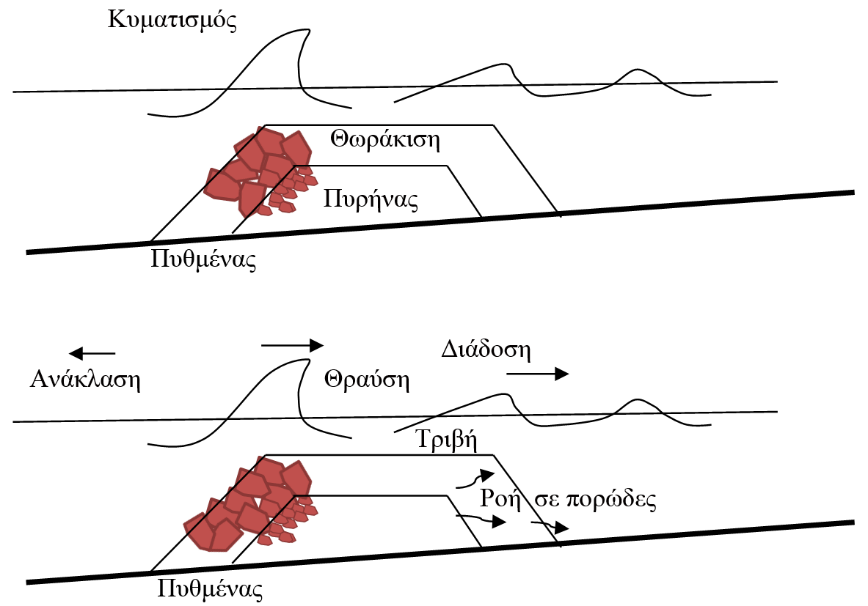 Κυματισμός
Θωράκιση
Πυρήνας
Πυθμένας
Διάδοση
Ανάκλαση
Θραύση
Τριβή
Ροή σε πορώδες
Πυθμένας